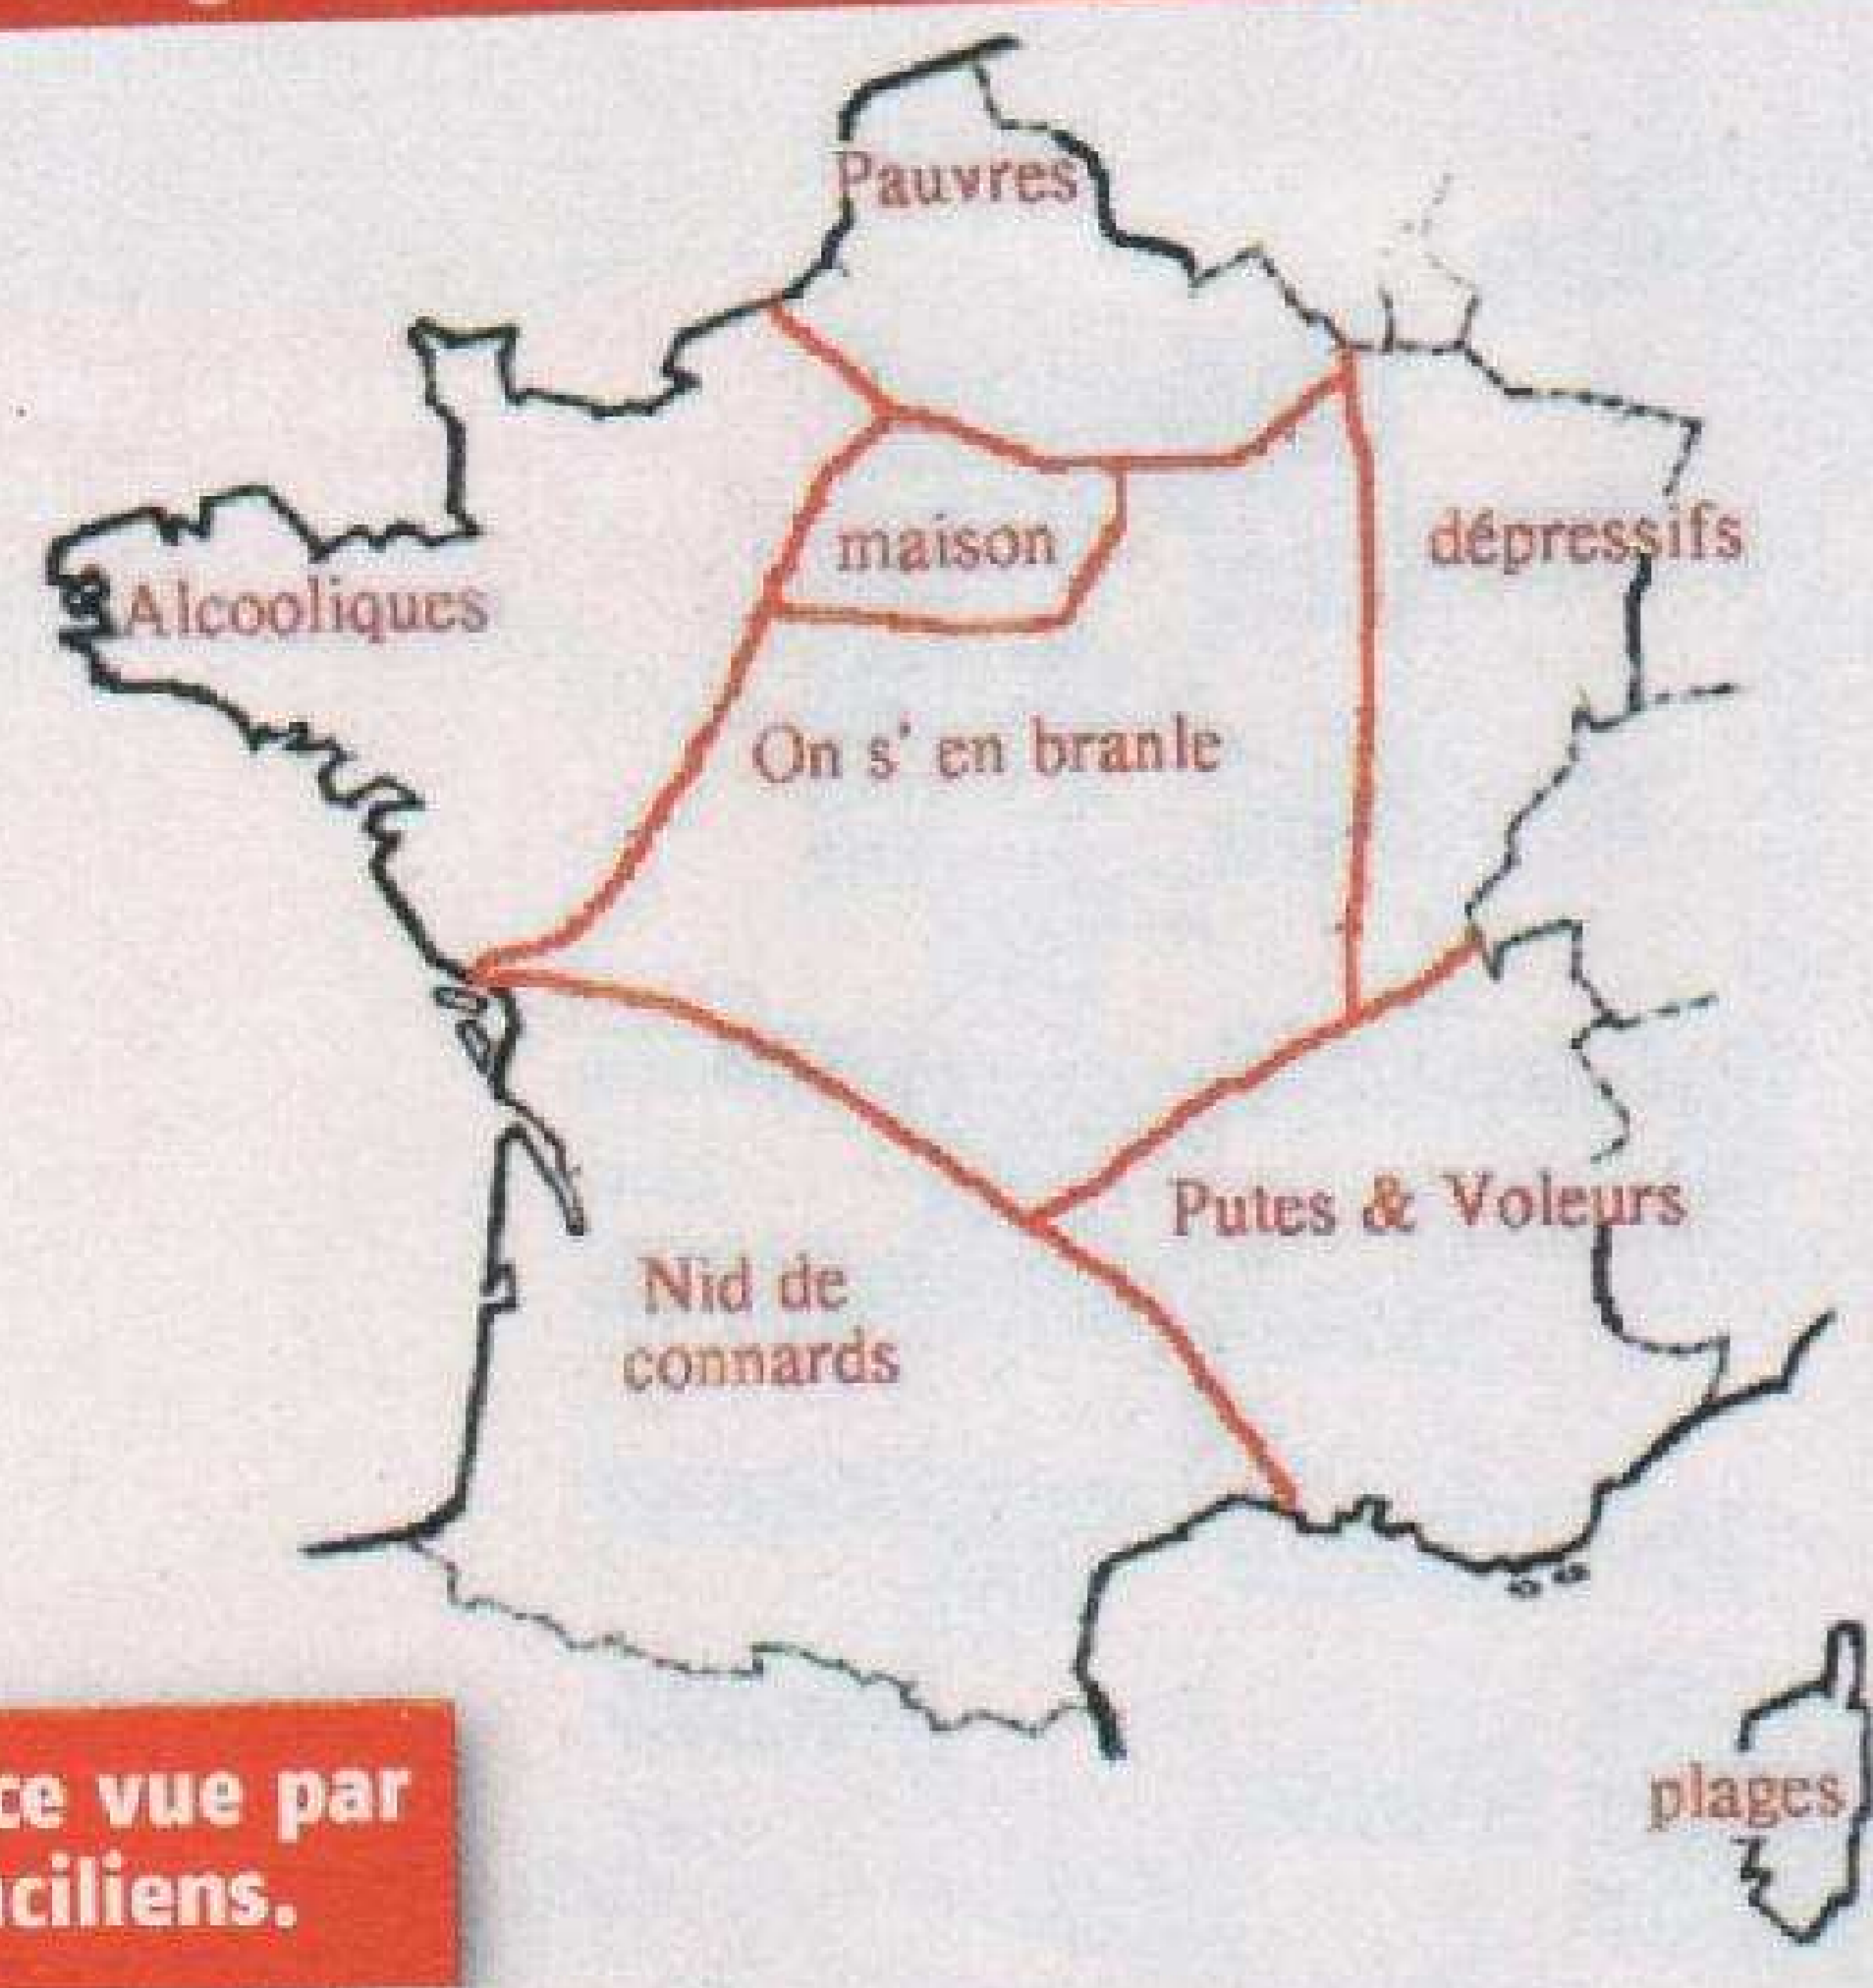 Pauvres
maison
dépressifs
Alcooliques
On s' en branle
Putes & Voleurs
Nid de
connards
plages
ce vue par
ciliens.